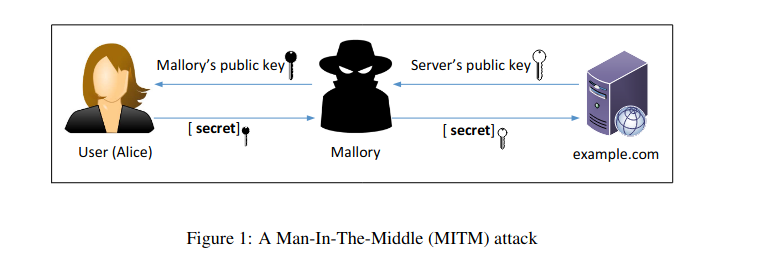 Mallory's public key
Server's public key
[ secret]
[ secret]
User (Alice)
Mallory
example.com
Figure 1: A Man-In-The-Middle (MITM) attack